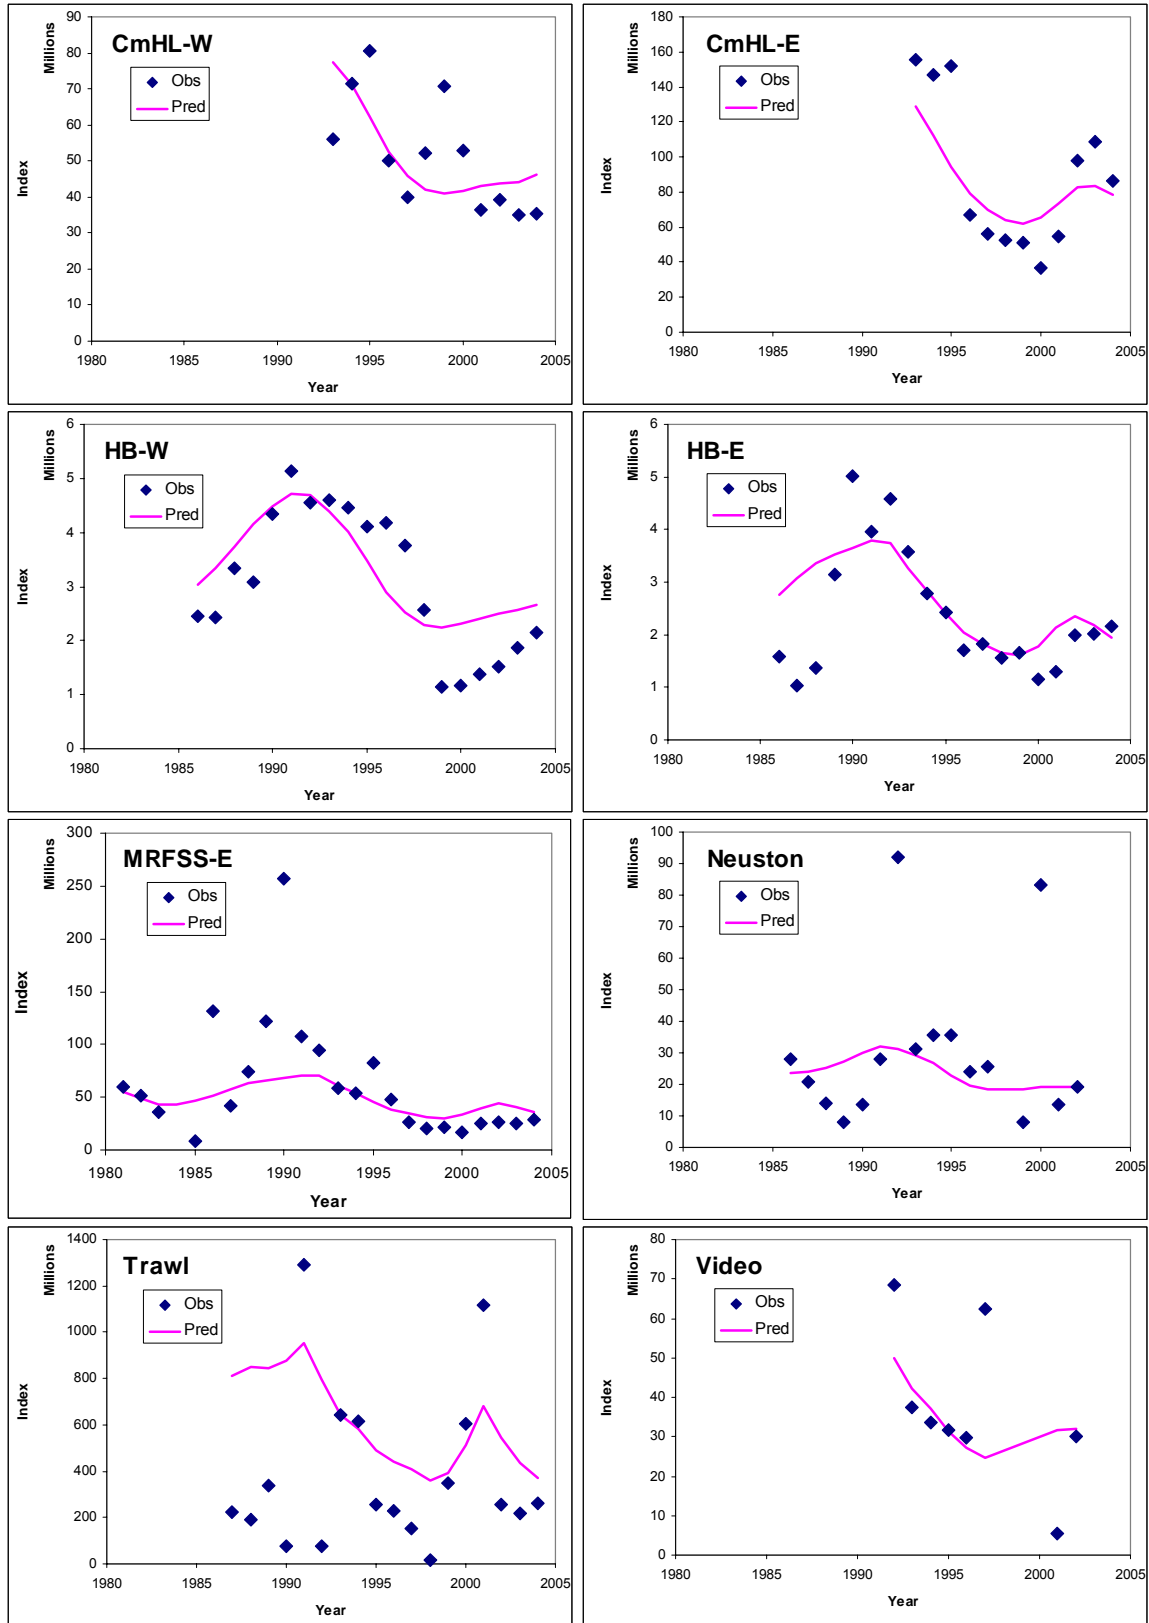 CmHL-W
Millions
Index
Obs
Pred
90
80
70
60
50
40
30
20
10
0
1980 1985 1990 1995 2000 2005
Year
CmHL-E
Millions
Index
Obs
Pred
180
160
140
120
100
80
60
40
20
0
1980 1985 1990 1995 2000 2005
Year
HB-W
Millions
Index
Obs
Pred
6
5
4
3
2
1
0
1980 1985 1990 1995 2000 2005
Year
HB-E
Millions
Index
Obs
Pred
6
5
4
3
2
1
0
1980 1985 1990 1995 2000 2005
Year
MRFSS-E
Millions
Index
Obs
Pred
300
250
200
150
100
50
0
1980 1985 1990 1995 2000 2005
Year
Neuston
Millions
Index
Obs
Pred
100
90
80
70
60
50
40
30
20
10
0
1980 1985 1990 1995 2000 2005
Year
Trawl
Millions
Index
Obs
Pred
1400
1200
1000
800
600
400
200
0
1980 1985 1990 1995 2000 2005
Year
Video
Millions
Index
Obs
Pred
80
70
60
50
40
30
20
10
0
1980 1985 1990 1995 2000 2005
Year